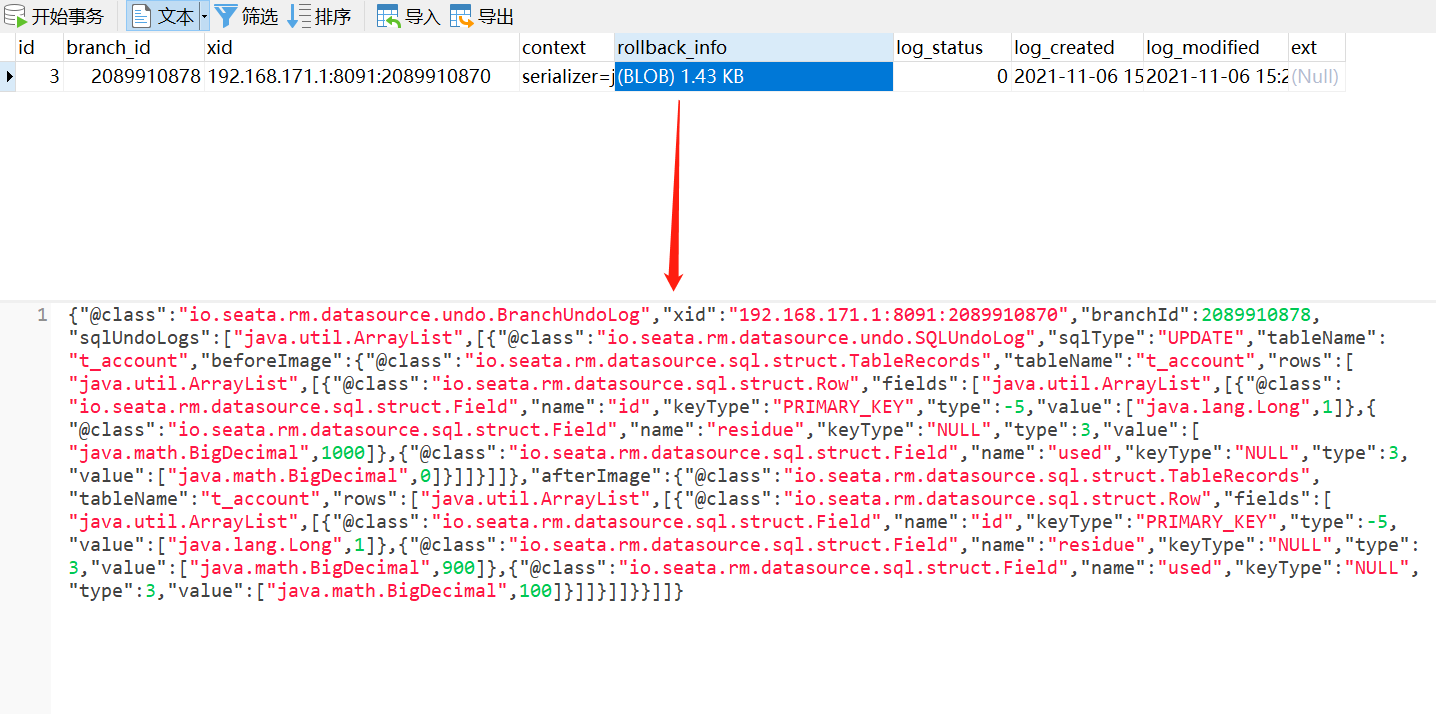 开始事务 文本 筛选 排序 导入 导出
id branch_id xid context rollback_info log_status log_created log_modified ext
3 2089910878 192.168.171.1:8091:2089910870 serializer=j (BLOB) 1.43 KB 0 2021-11-06 15 2021-11-06 15:2 (Null)
1 {"@class":"io.seata.rm.datasource.undo.BranchUndoLog","xid":"192.168.171.1:8091:2089910870","branchId":2089910878,
"sqlUndoLogs":["java.util.ArrayList",[{"@class":"io.seata.rm.datasource.undo.SQLUndoLog","sqlType":"UPDATE","tableName":
"t_account","beforeImage":{"@class":"io.seata.rm.datasource.sql.struct.TableRecords","tableName":"t_account","rows":[
"java.util.ArrayList",[{"@class":"io.seata.rm.datasource.sql.struct.Row","fields":["java.util.ArrayList",[{"@class":
"io.seata.rm.datasource.sql.struct.Field","name":"id","keyType":"PRIMARY_KEY","type":-5,"value":["java.lang.Long",1]},{
"@class":"io.seata.rm.datasource.sql.struct.Field","name":"residue","keyType":"NULL","type":3,"value":[
"java.math.BigDecimal",1000]},{"@class":"io.seata.rm.datasource.sql.struct.Field","name":"used","keyType":"NULL","type":3,
"value":["java.math.BigDecimal",0]}]]}]]},"afterImage":{"@class":"io.seata.rm.datasource.sql.struct.TableRecords",
"tableName":"t_account","rows":["java.util.ArrayList",[{"@class":"io.seata.rm.datasource.sql.struct.Row","fields":[
"java.util.ArrayList",[{"@class":"io.seata.rm.datasource.sql.struct.Field","name":"id","keyType":"PRIMARY_KEY","type":-5,
"value":["java.lang.Long",1]},{"@class":"io.seata.rm.datasource.sql.struct.Field","name":"residue","keyType":"NULL","type":
3,"value":["java.math.BigDecimal",900]},{"@class":"io.seata.rm.datasource.sql.struct.Field","name":"used","keyType":"NULL",
"type":3,"value":["java.math.BigDecimal",100]}]]}]]}}]]}